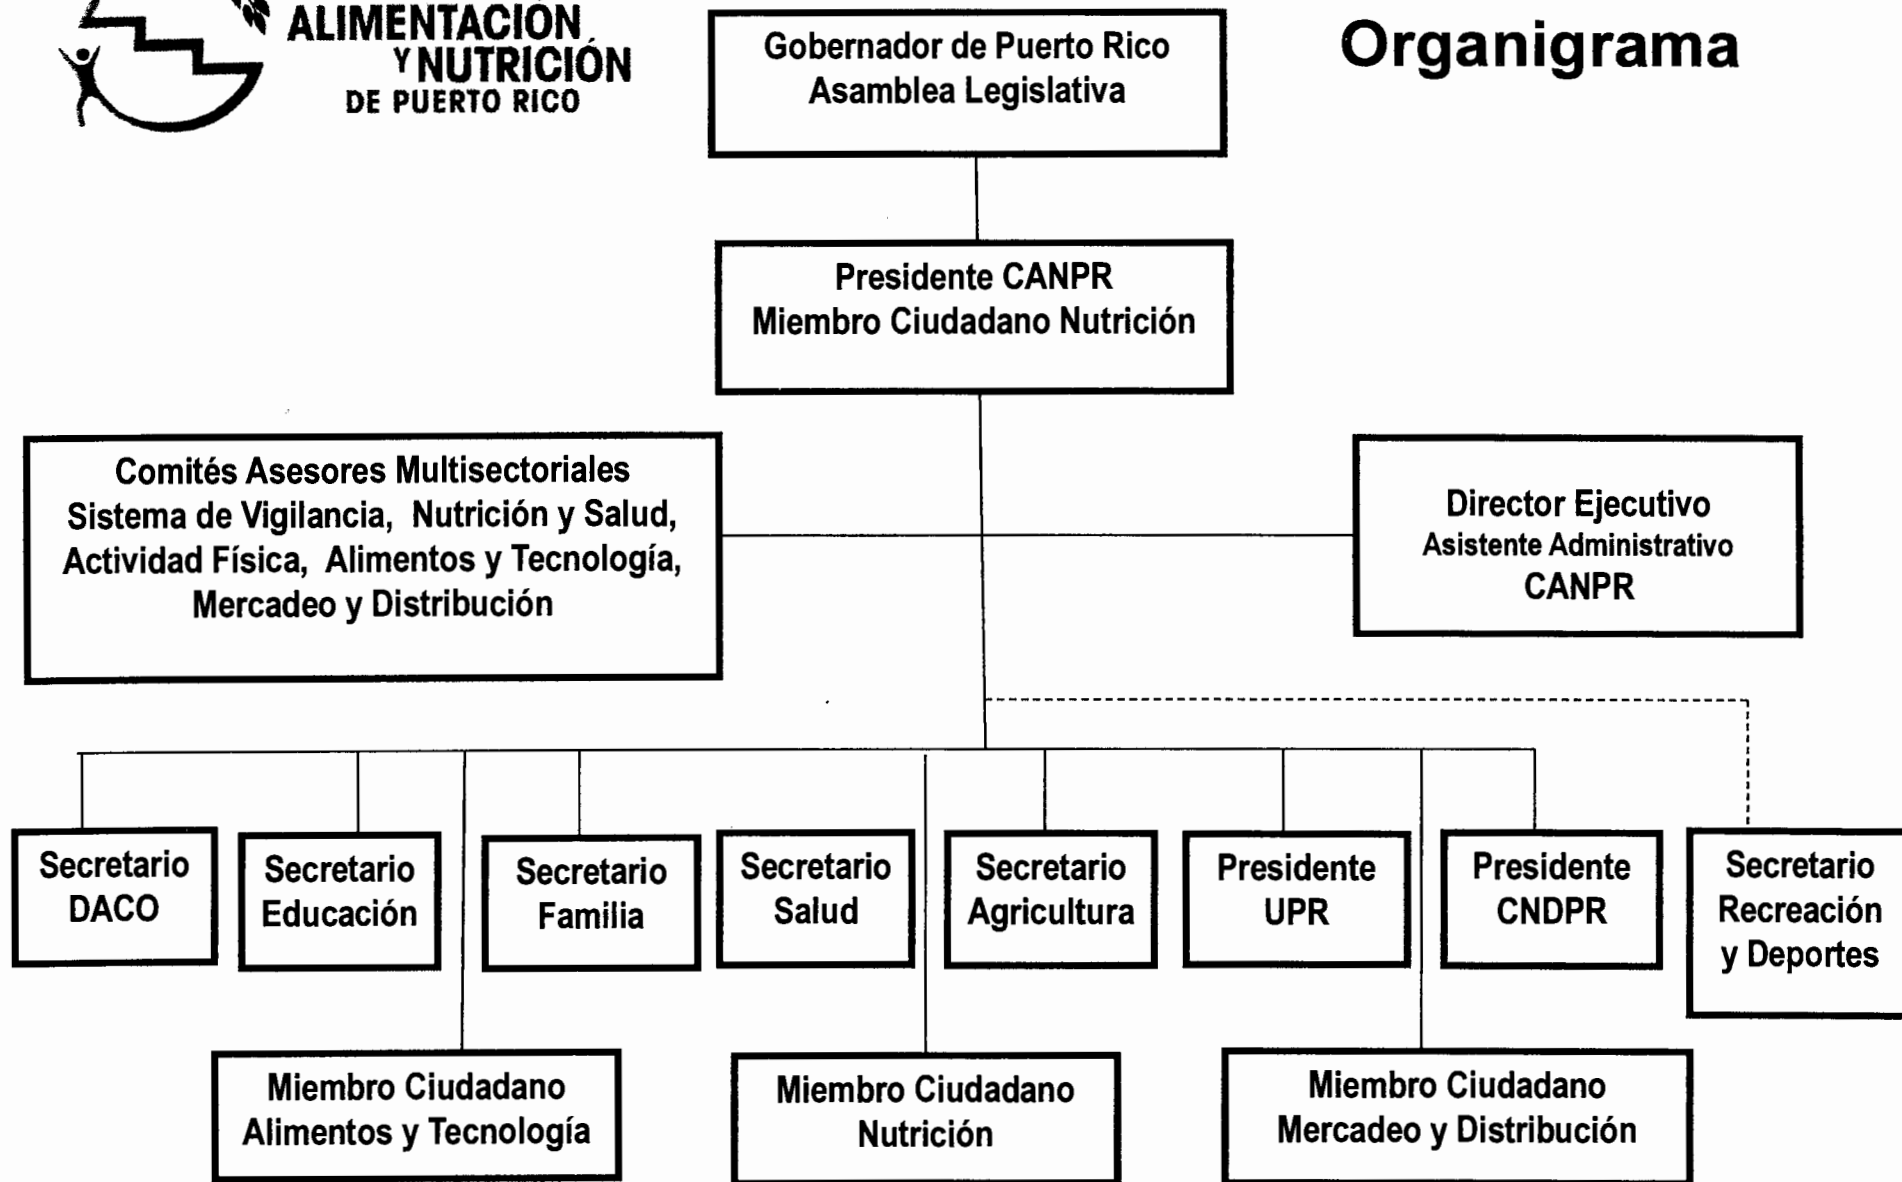 ALIMENTACIÓN
Y NUTRICIÓN
DE PUERTO RICO
Organigrama
Gobernador de Puerto Rico
Asamblea Legislativa
Presidente CANPR
Miembro Ciudadano Nutrición
Comités Asesores Multisectoriales
Sistema de Vigilancia, Nutrición y Salud,
Actividad Física, Alimentos y Tecnología,
Mercadeo y Distribución
Director Ejecutivo
Asistente Administrativo
CANPR
Secretario
DACO
Secretario
Educación
Secretario
Familia
Secretario
Salud
Secretario
Agricultura
Presidente
UPR
Presidente
CNDPR
Secretario
Recreación
y Deportes
Miembro Ciudadano
Alimentos y Tecnología
Miembro Ciudadano
Nutrición
Miembro Ciudadano
Mercadeo y Distribución